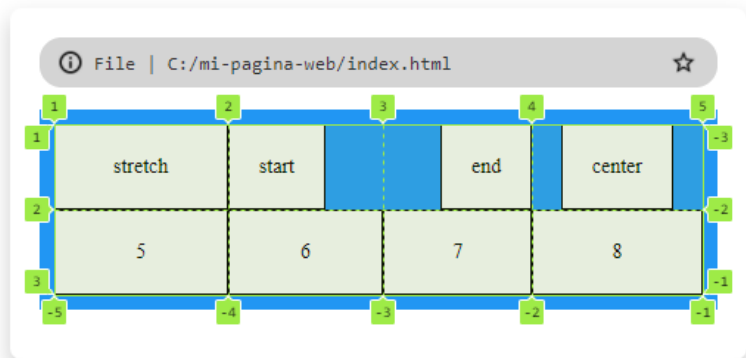 File | C:/mi-pagina-web/index.html
1 2 3 4 5
1 -3
stretch start end center
2 -2
5 6 7 8
3 -1
-5 -4 -3 -2 -1